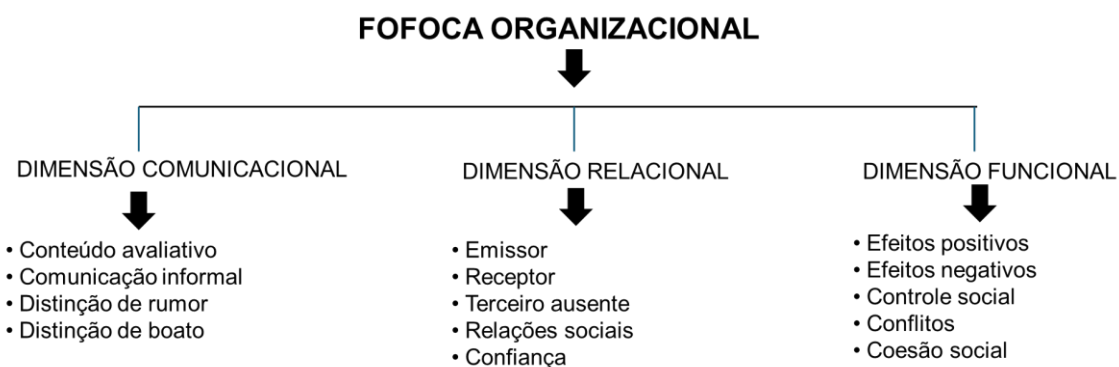 FOFOCA ORGANIZACIONAL
DIMENSÃO COMUNICACIONAL
• Conteúdo avaliativo
• Comunicação informal
• Distinção de rumor
• Distinção de boato
DIMENSÃO RELACIONAL
• Emissor
• Receptor
• Terceiro ausente
• Relações sociais
• Confiança
DIMENSÃO FUNCIONAL
• Efeitos positivos
• Efeitos negativos
• Controle social
• Conflitos
• Coesão social